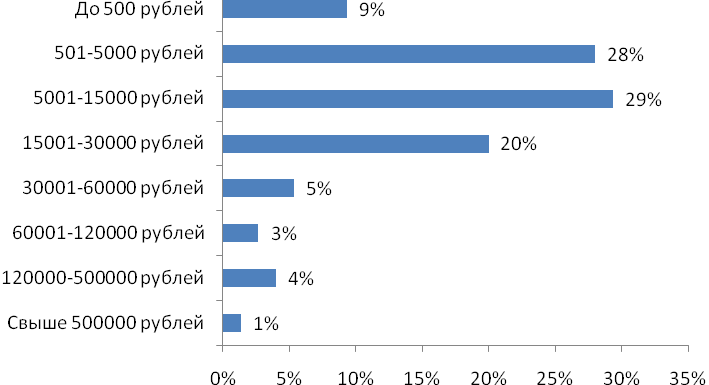 До 500 рублей 9%
501-5000 рублей 28%
5001-15000 рублей 29%
15001-30000 рублей 20%
30001-60000 рублей 5%
60001-120000 рублей 3%
120000-500000 рублей 4%
Свыше 500000 рублей 1%
0% 5% 10% 15% 20% 25% 30% 35%